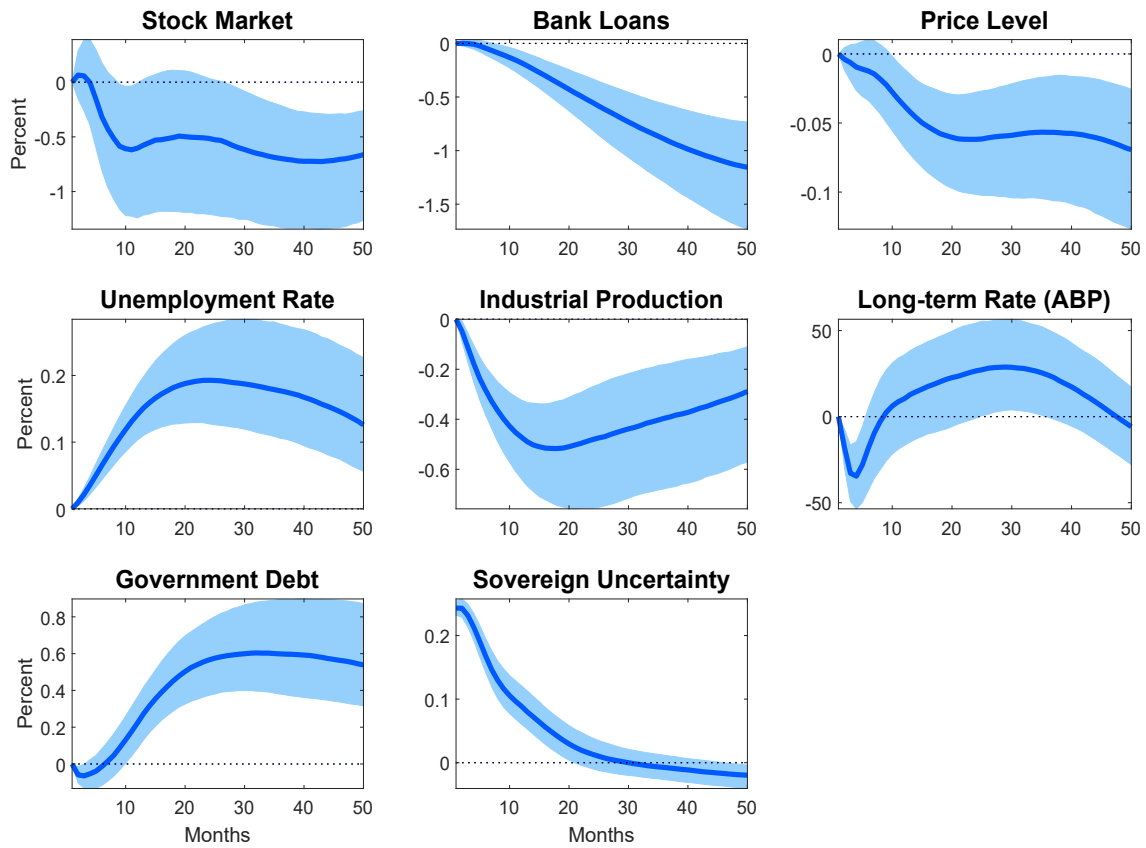 Stock Market
Bank Loans
Price Level
Percent
0
-0.5
-1
10 20 30 40 50
0
-0.5
-1
-1.5
10 20 30 40 50
0
-0.05
-0.1
10 20 30 40 50
Unemployment Rate
Industrial Production
Long-term Rate (ABP)
Percent
0.2
0.1
0
10 20 30 40 50
0
-0.2
-0.4
-0.6
10 20 30 40 50
50
0
-50
10 20 30 40 50
Government Debt
Sovereign Uncertainty
Percent
0.8
0.6
0.4
0.2
0
10 20 30 40 50
Months
0.2
0.1
0
10 20 30 40 50
Months